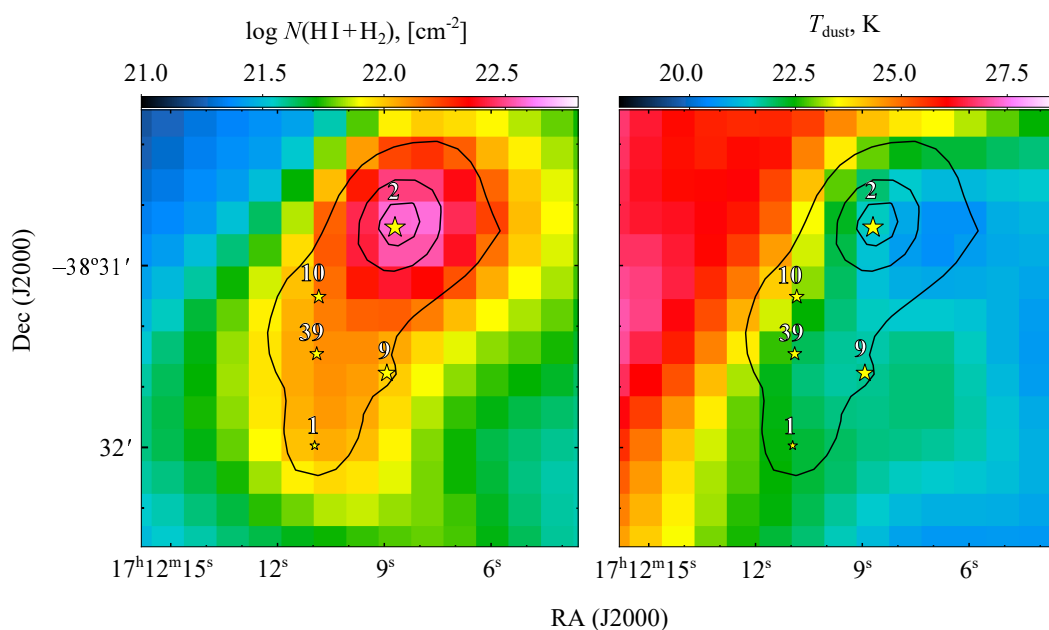 log N(HI+H₂), [cm⁻²]
T_dust, K
21.0 21.5 22.0 22.5
20.0 22.5 25.0 27.5
2
10
39
9
1
2
10
39
9
1
−38°31′
32′
Dec (J2000)
17ʰ12ᵐ15ˢ 12ˢ 9ˢ 6ˢ
17ʰ12ᵐ15ˢ 12ˢ 9ˢ 6ˢ
RA (J2000)